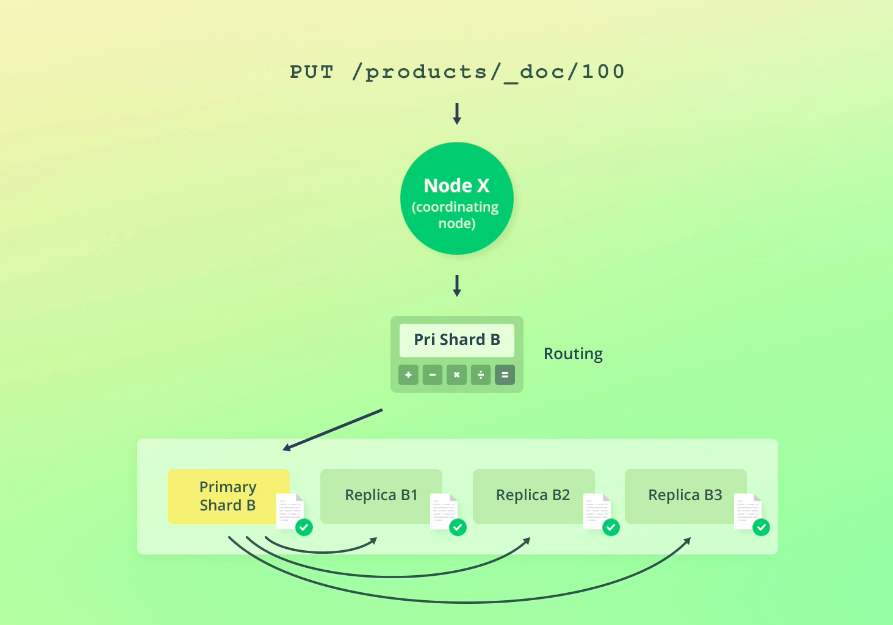 PUT /products/_doc/100
Node X
(coordinating
node)
Pri Shard B
+ − × ÷ =
Routing
Primary
Shard B
Replica B1
Replica B2
Replica B3